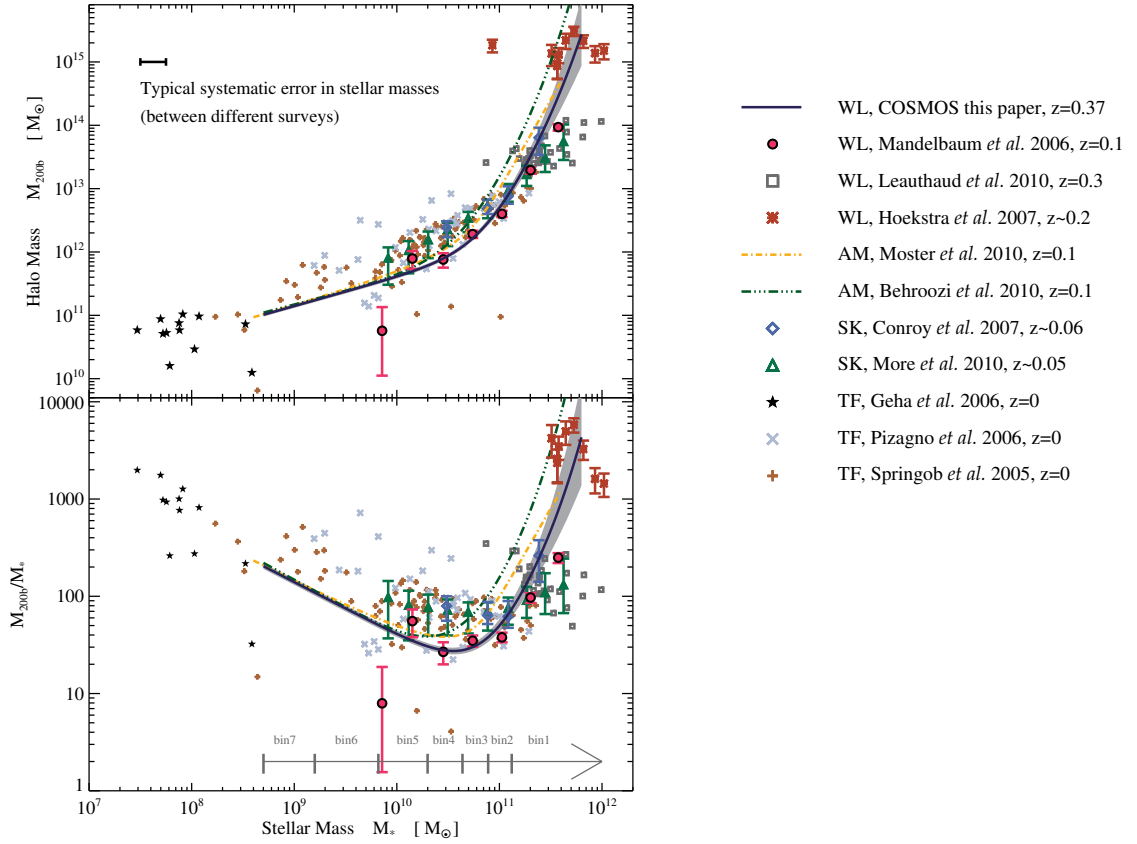 10^15
10^14
10^13
10^12
10^11
10^10
Halo Mass M_200b [M_⊙]
Typical systematic error in stellar masses
(between different surveys)
10000
1000
100
10
1
M_200b/M_*
bin7 bin6 bin5 bin4 bin3 bin2 bin1
10^7 10^8 10^9 10^10 10^11 10^12
Stellar Mass M_* [M_⊙]
WL, COSMOS this paper, z=0.37
WL, Mandelbaum et al. 2006, z=0.1
WL, Leauthaud et al. 2010, z=0.3
WL, Hoekstra et al. 2007, z~0.2
AM, Moster et al. 2010, z=0.1
AM, Behroozi et al. 2010, z=0.1
SK, Conroy et al. 2007, z~0.06
SK, More et al. 2010, z~0.05
TF, Geha et al. 2006, z=0
TF, Pizagno et al. 2006, z=0
TF, Springob et al. 2005, z=0